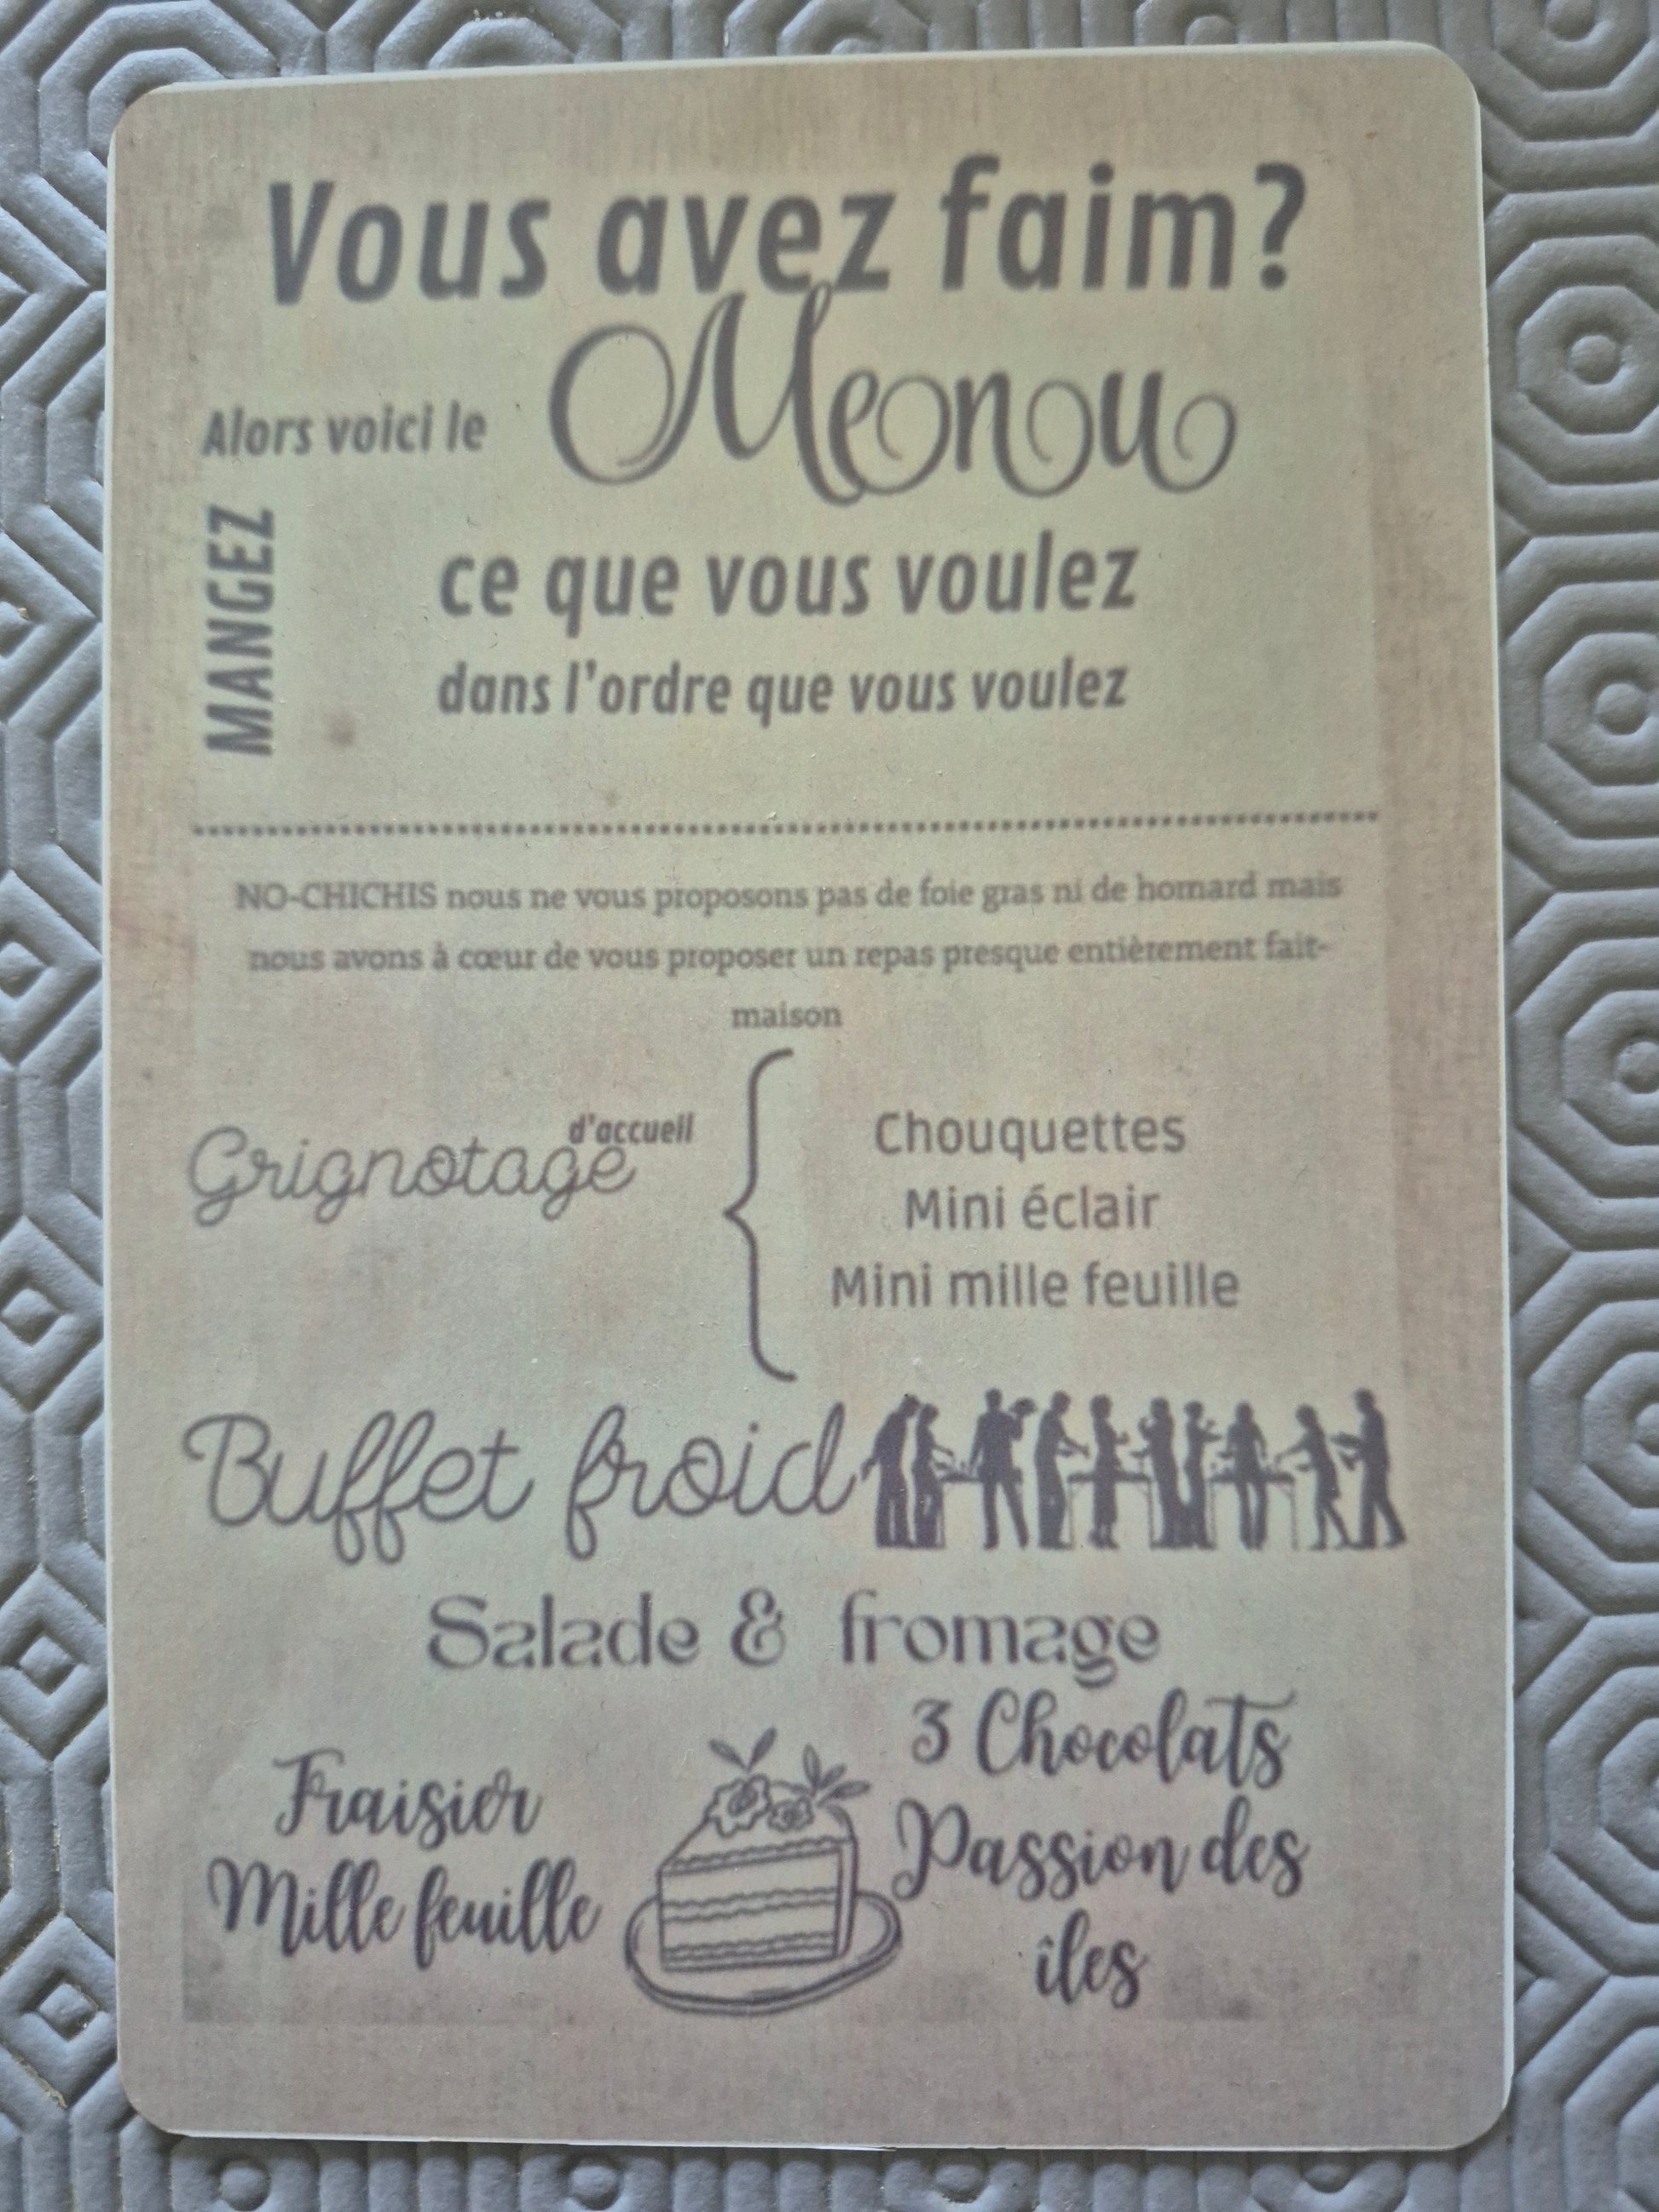 Vous avez faim?
Alors voici le Menu
MANGEZ
ce que vous voulez
dans l'ordre que vous voulez
NO-CHICHIS nous ne vous proposons pas de foie gras ni de homard mais
nous avons à cœur de vous proposer un repas presque entièrement fait-
maison
Grignotage d'accueil
Chouquettes
Mini éclair
Mini mille feuille
Buffet froid
Salade & fromage
Fraisier
Mille feuille
3 Chocolats
Passion des
îles